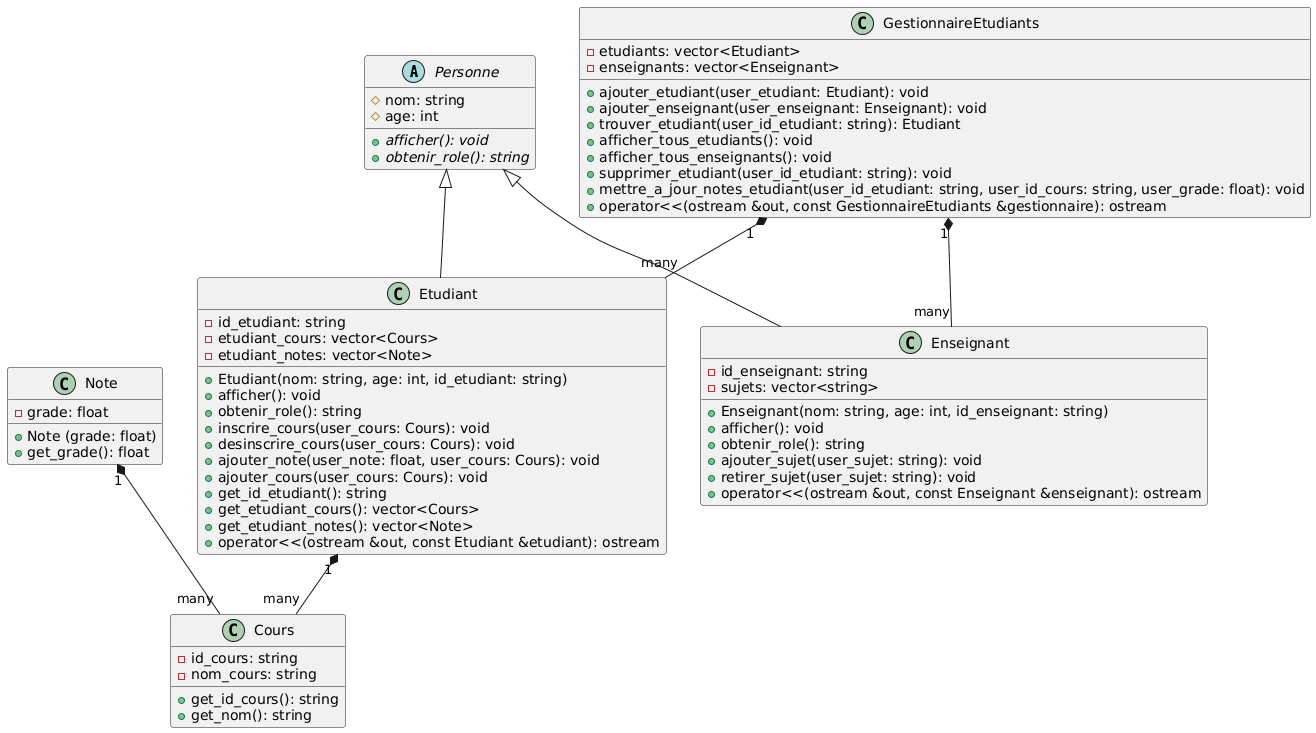 C GestionnaireEtudiants
etudiants: vector<Etudiant>
enseignants: vector<Enseignant>
ajouter_etudiant(user_etudiant: Etudiant): void
ajouter_enseignant(user_enseignant: Enseignant): void
trouver_etudiant(user_id_etudiant: string): Etudiant
afficher_tous_etudiants(): void
afficher_tous_enseignants(): void
supprimer_etudiant(user_id_etudiant: string): void
mettre_a_jour_notes_etudiant(user_id_etudiant: string, user_id_cours: string, user_grade: float): void
operator<<(ostream &out, const GestionnaireEtudiants &gestionnaire): ostream
A Personne
nom: string
age: int
afficher(): void
obtenir_role(): string
1
1
many
many
C Etudiant
id_etudiant: string
etudiant_cours: vector<Cours>
etudiant_notes: vector<Note>
Etudiant(nom: string, age: int, id_etudiant: string)
afficher(): void
obtenir_role(): string
inscrire_cours(user_cours: Cours): void
desinscrire_cours(user_cours: Cours): void
ajouter_note(user_note: float, user_cours: Cours): void
ajouter_cours(user_cours: Cours): void
get_id_etudiant(): string
get_etudiant_cours(): vector<Cours>
get_etudiant_notes(): vector<Note>
operator<<(ostream &out, const Etudiant &etudiant): ostream
C Enseignant
id_enseignant: string
sujets: vector<string>
Enseignant(nom: string, age: int, id_enseignant: string)
afficher(): void
obtenir_role(): string
ajouter_sujet(user_sujet: string): void
retirer_sujet(user_sujet: string): void
operator<<(ostream &out, const Enseignant &enseignant): ostream
C Note
grade: float
Note (grade: float)
get_grade(): float
1
1
many
many
C Cours
id_cours: string
nom_cours: string
get_id_cours(): string
get_nom(): string